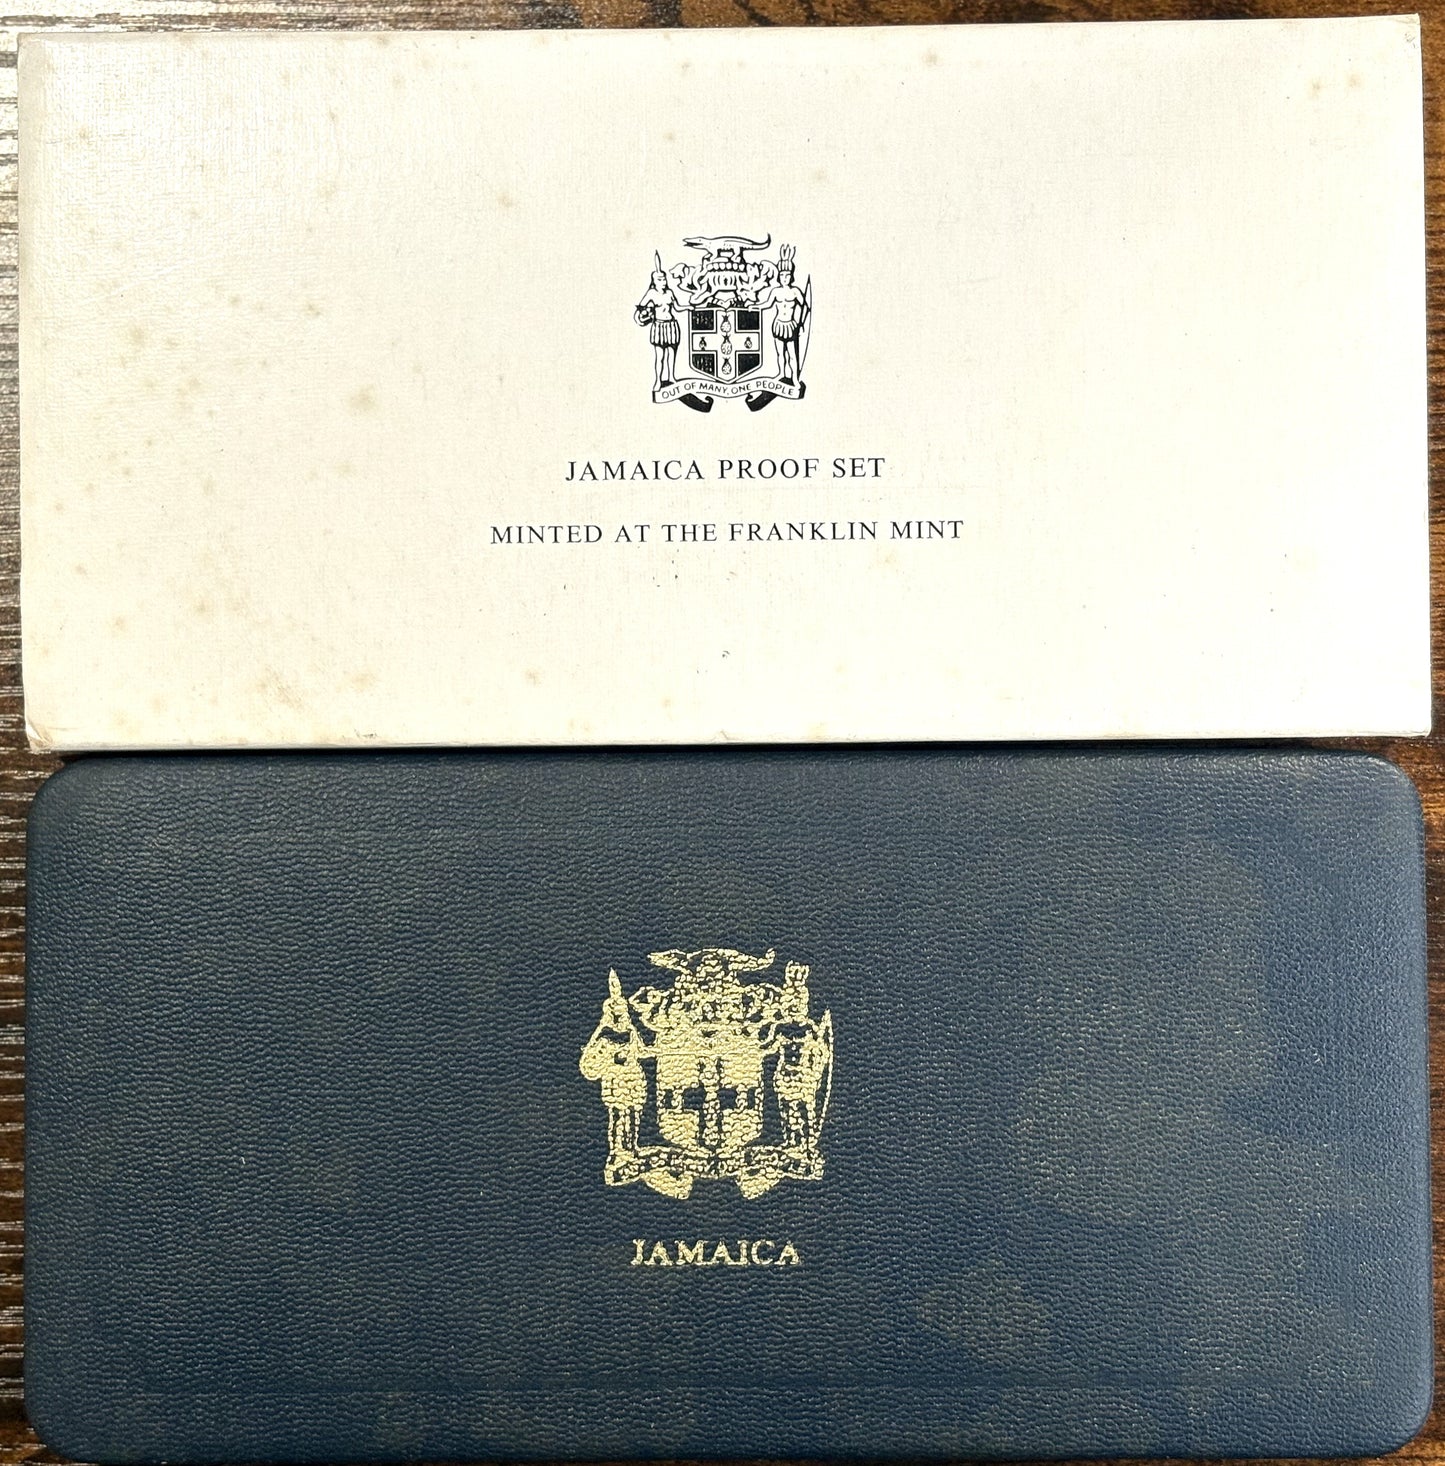 OUT OF MANY, ONE PEOPLE
JAMAICA PROOF SET
MINTED AT THE FRANKLIN MINT
JAMAICA